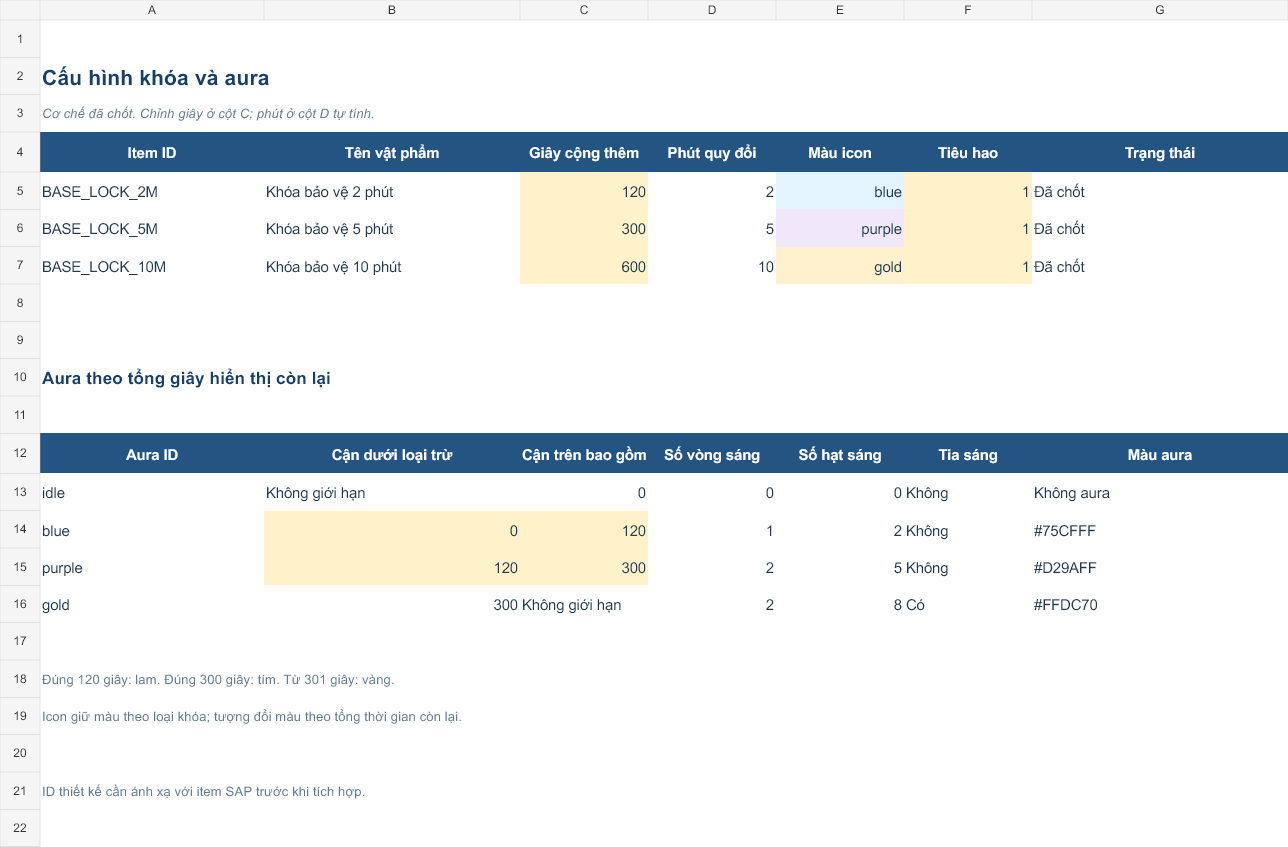 A B C D E F G
1
2 Cấu hình khóa và aura
3 Cơ chế đã chốt. Chỉnh giây ở cột C; phút ở cột D tự tính.
4 Item ID Tên vật phẩm Giây cộng thêm Phút quy đổi Màu icon Tiêu hao Trạng thái
5 BASE_LOCK_2M Khóa bảo vệ 2 phút 120 2 blue 1 Đã chốt
6 BASE_LOCK_5M Khóa bảo vệ 5 phút 300 5 purple 1 Đã chốt
7 BASE_LOCK_10M Khóa bảo vệ 10 phút 600 10 gold 1 Đã chốt
8
9
10 Aura theo tổng giây hiển thị còn lại
11
12 Aura ID Cận dưới loại trừ Cận trên bao gồm Số vòng sáng Số hạt sáng Tia sáng Màu aura
13 idle Không giới hạn 0 0 0 Không Không aura
14 blue 0 120 1 2 Không #75CFFF
15 purple 120 300 2 5 Không #D29AFF
16 gold 300 Không giới hạn 2 8 Có #FFDC70
17
18 Đúng 120 giây: lam. Đúng 300 giây: tím. Từ 301 giây: vàng.
19 Icon giữ màu theo loại khóa; tượng đổi màu theo tổng thời gian còn lại.
20
21 ID thiết kế cần ánh xạ với item SAP trước khi tích hợp.
22